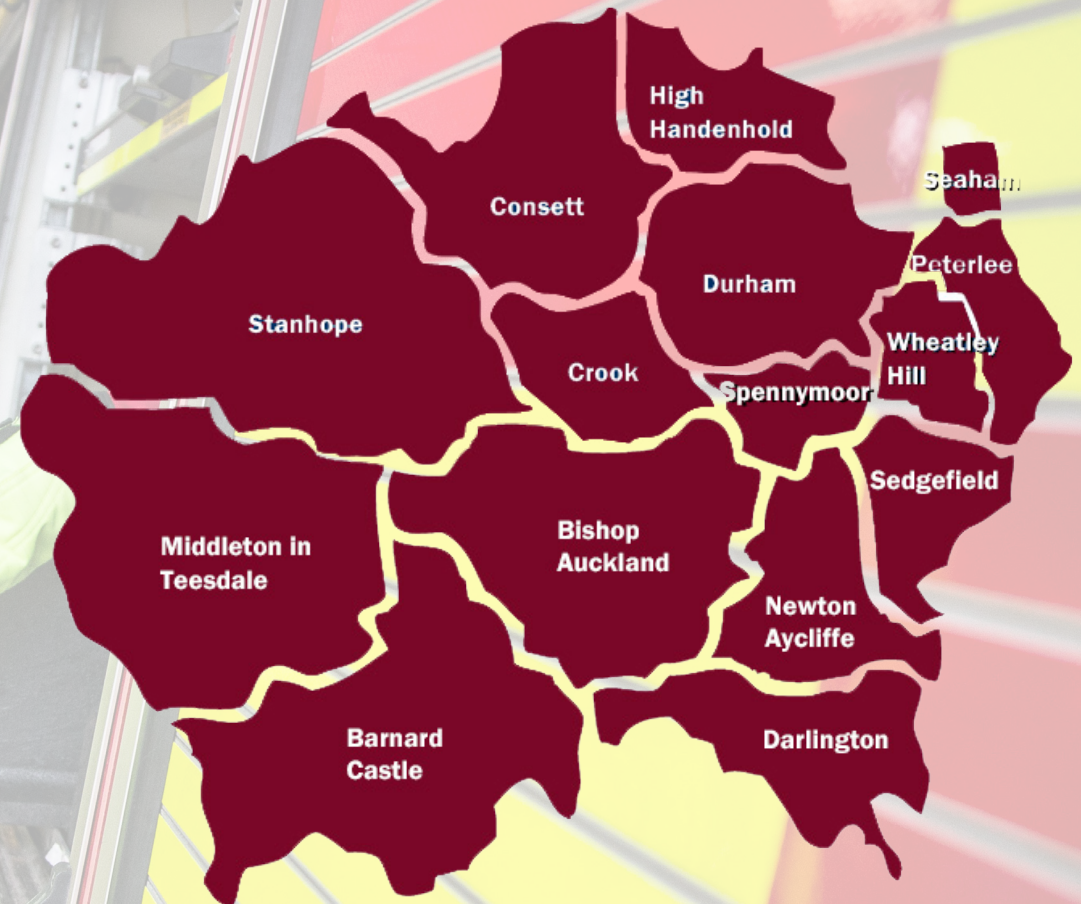 High
Handenhold
Seaham
Consett
Peterlee
Durham
Stanhope
Wheatley
Hill
Crook
Spennymoor
Sedgefield
Bishop
Auckland
Middleton in
Teesdale
Newton
Aycliffe
Barnard
Castle
Darlington